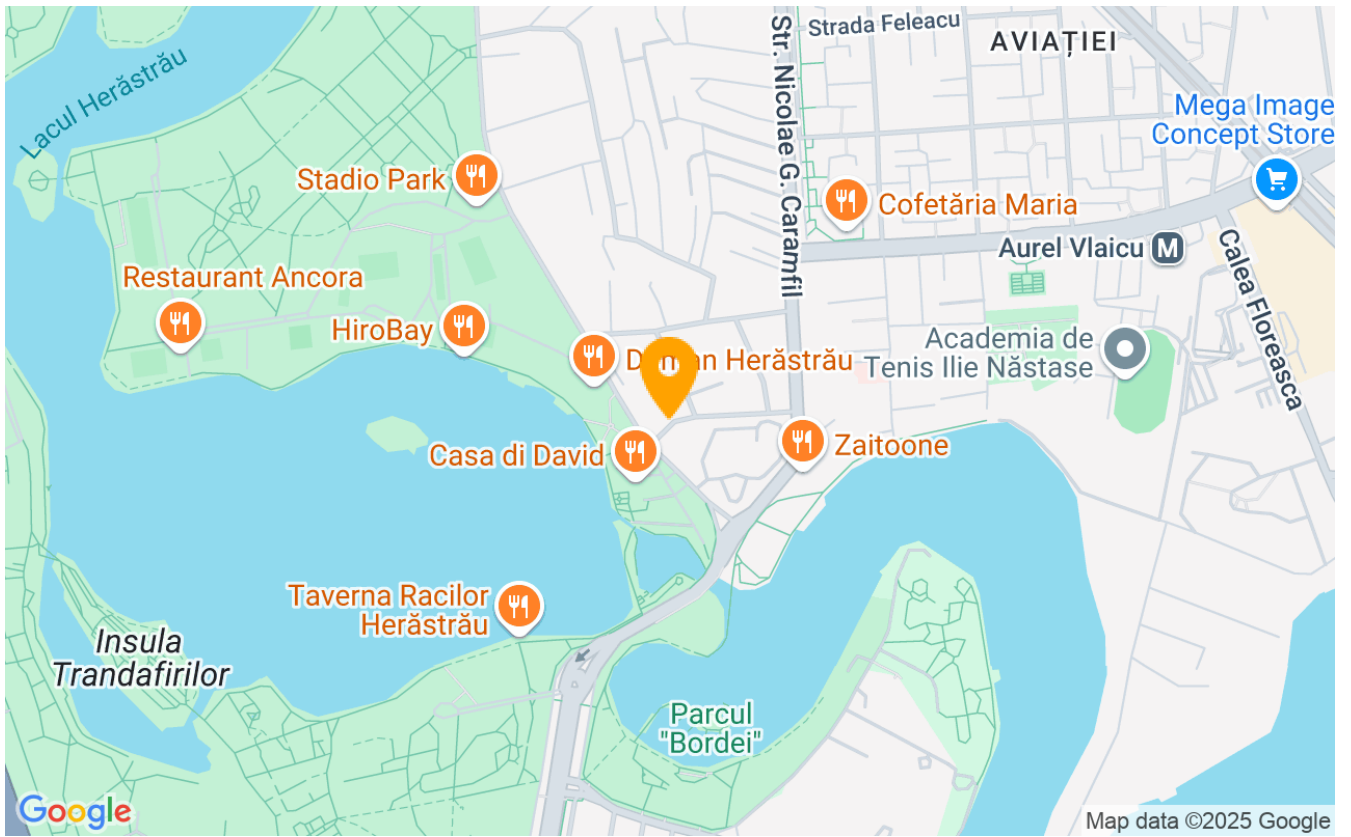 Strada Feleacu
AVIAȚIEI
Str. Nicolae G. Caramfil
Lacul Herăstrău
Mega Image
Concept Store
Stadio Park
Cofetăria Maria
Aurel Vlaicu M
Calea Floreasca
Restaurant Ancora
HiroBay
Herăstrău
Academia de
Tenis Ilie Năstase
Casa di David
Zaitoone
Taverna Racilor
Herăstrău
Insula
Trandafirilor
Parcul
"Bordei"
Google
Map data ©2025 Google